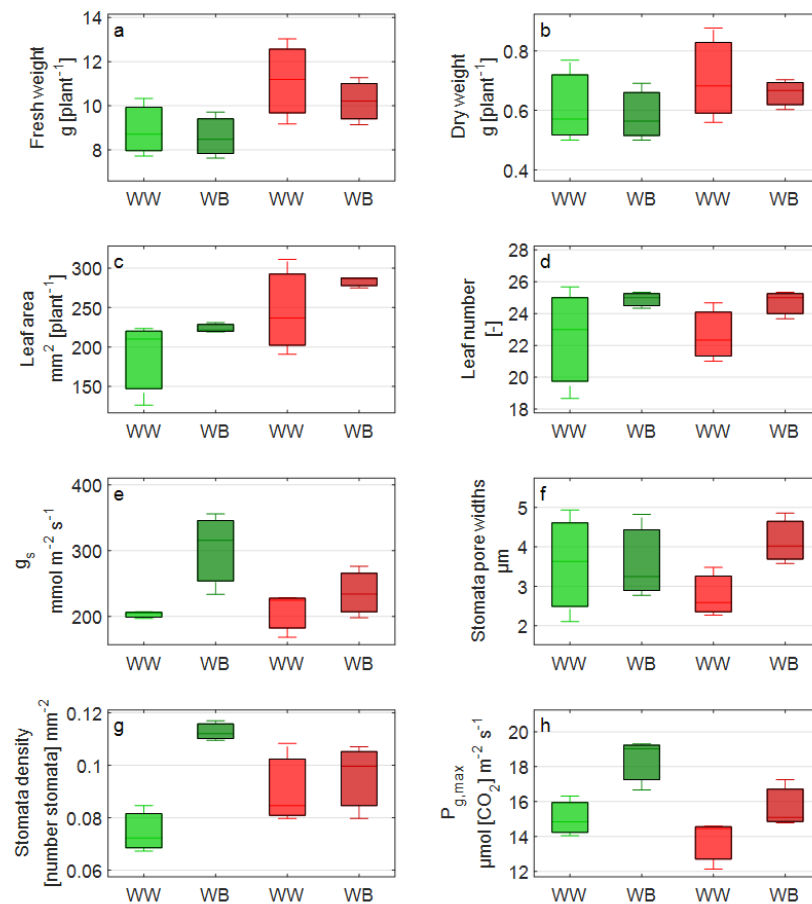 a
Fresh weight
g [plant⁻¹]
14
12
10
8
WW WB WW WB
b
Dry weight
g [plant⁻¹]
0.8
0.6
0.4
WW WB WW WB
c
Leaf area
mm² [plant⁻¹]
300
250
200
150
WW WB WW WB
d
Leaf number
[-]
28
26
24
22
20
18
WW WB WW WB
e
gₛ
mmol m⁻² s⁻¹
400
300
200
WW WB WW WB
f
Stomata pore widths
µm
5
4
3
2
WW WB WW WB
g
Stomata density
[number stomata] mm⁻²
0.12
0.1
0.08
0.06
WW WB WW WB
h
P g,max
µmol [CO₂] m⁻² s⁻¹
20
18
16
14
12
WW WB WW WB